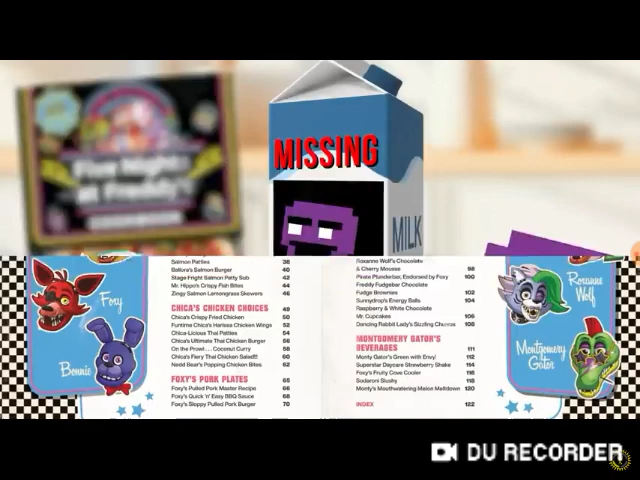 Five Nights
at Freddy's
MISSING
MILK
Foxy
Bonnie
Salmon Patties 38
Ballora's Salmon Burger 40
Stage-Fright Salmon Patty Sub 42
Mr. Hippo's Crispy Fish Bites 44
Zingy Salmon Lemongrass Skewers 46
CHICA'S CHICKEN CHOICES 49
Chica's Crispy Fried Chicken 50
Funtime Chica's Harissa Chicken Wings 52
Chica-Licious Thai Patties 54
Chica's Ultimate Thai Chicken Burger 56
On the Prowl... Coconut Curry 58
Chica's Fiery Thai Chicken Salad!!! 60
Nedd Bear's Popping Chicken Bites 62
FOXY'S PORK PLATES 65
Foxy's Pulled Pork Master Recipe 66
Foxy's Quick 'n' Easy BBQ Sauce 68
Foxy's Sloppy Pulled Pork Burger 70
Roxanne Wolf's Chocolate
& Cherry Mousse 98
Pirate Plunderbar, Endorsed by Foxy 100
Freddy Fudgebar Chocolate
Fudge Brownies 102
Sunnydrop's Energy Balls 104
Raspberry & White Chocolate
Mr. Cupcakes 106
Dancing Rabbit Lady's Sizzling Churros 108
MONTGOMERY GATOR'S
BEVERAGES 111
Monty Gator's Green with Envy! 112
Superstar Daycare Strewberry Shake 114
Foxy's Fruity Cove Cooler 116
Sodaroni Slushy 118
Monty's Mouthwatering Melon Meltdown 120
INDEX 122
Roxanne
Wolf
Montgomery
Gator
DU RECORDER